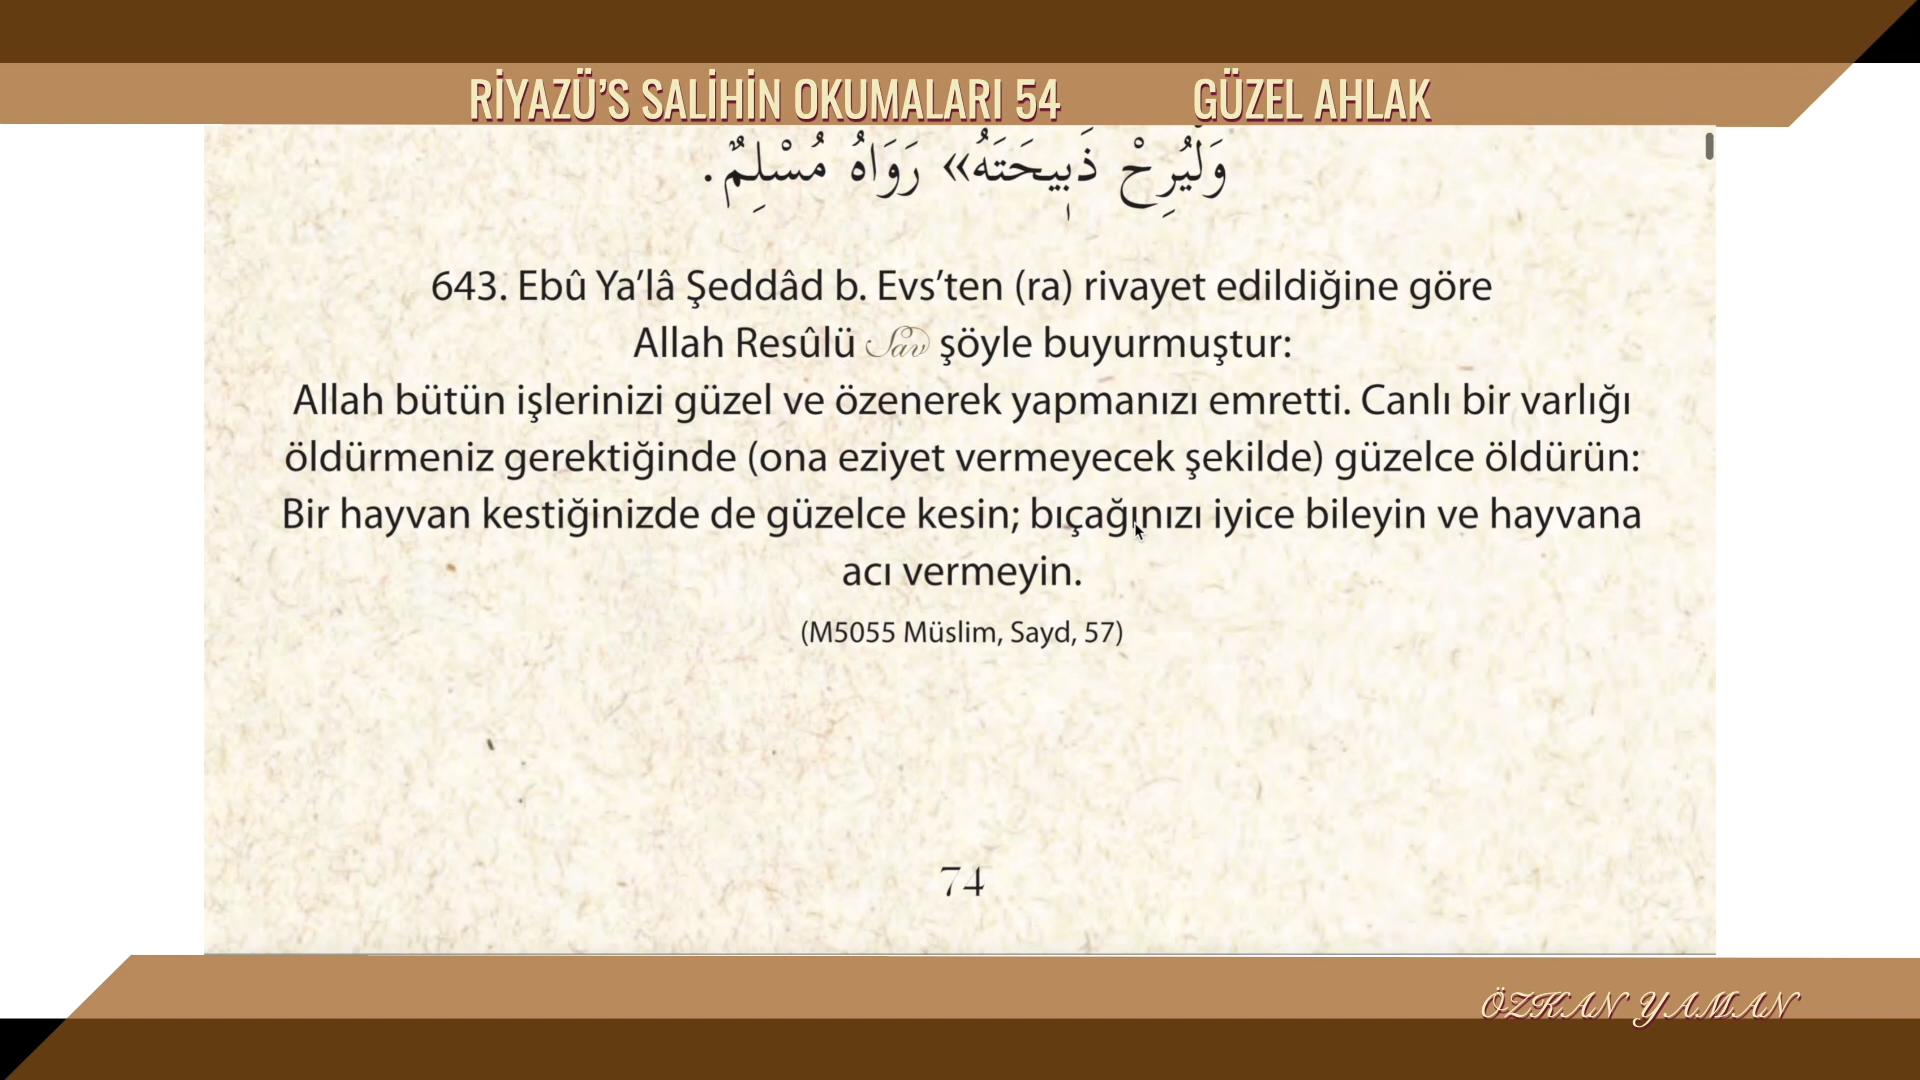 RİYAZÜ’S SALİHİN OKUMALARI 54 GÜZEL AHLAK
وَلْيُرِحْ ذَبِيحَتَهُ» رَوَاهُ مُسْلِمٌ.
643. Ebû Ya’lâ Şeddâd b. Evs’ten (ra) rivayet edildiğine göre
Allah Resûlü Sav şöyle buyurmuştur:
Allah bütün işlerinizi güzel ve özenerek yapmanızı emretti. Canlı bir varlığı
öldürmeniz gerektiğinde (ona eziyet vermeyecek şekilde) güzelce öldürün:
Bir hayvan kestiğinizde de güzelce kesin; bıçağınızı iyice bileyin ve hayvana
acı vermeyin.
(M5055 Müslim, Sayd, 57)
74
ÖZKAN YAMAN